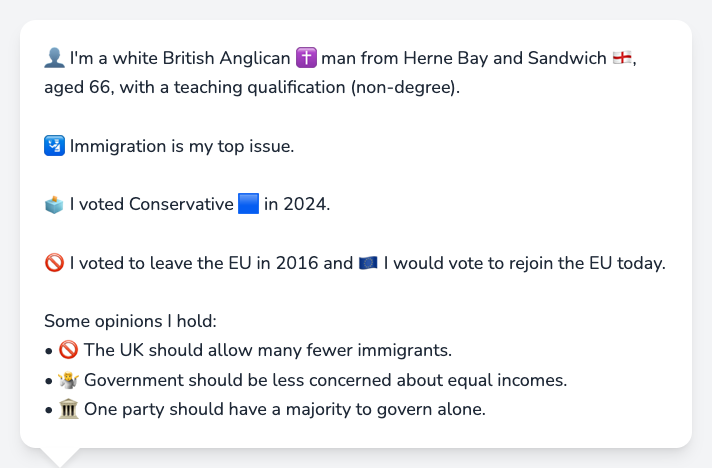 👤 I'm a white British Anglican ✝️ man from Herne Bay and Sandwich 🏴󠁧󠁢󠁥󠁮󠁧󠁿,
aged 66, with a teaching qualification (non-degree).
🛂 Immigration is my top issue.
🗳️ I voted Conservative 🟦 in 2024.
🚫 I voted to leave the EU in 2016 and 🇪🇺 I would vote to rejoin the EU today.
Some opinions I hold:
• 🚫 The UK should allow many fewer immigrants.
• 🤷 Government should be less concerned about equal incomes.
• 🏛️ One party should have a majority to govern alone.